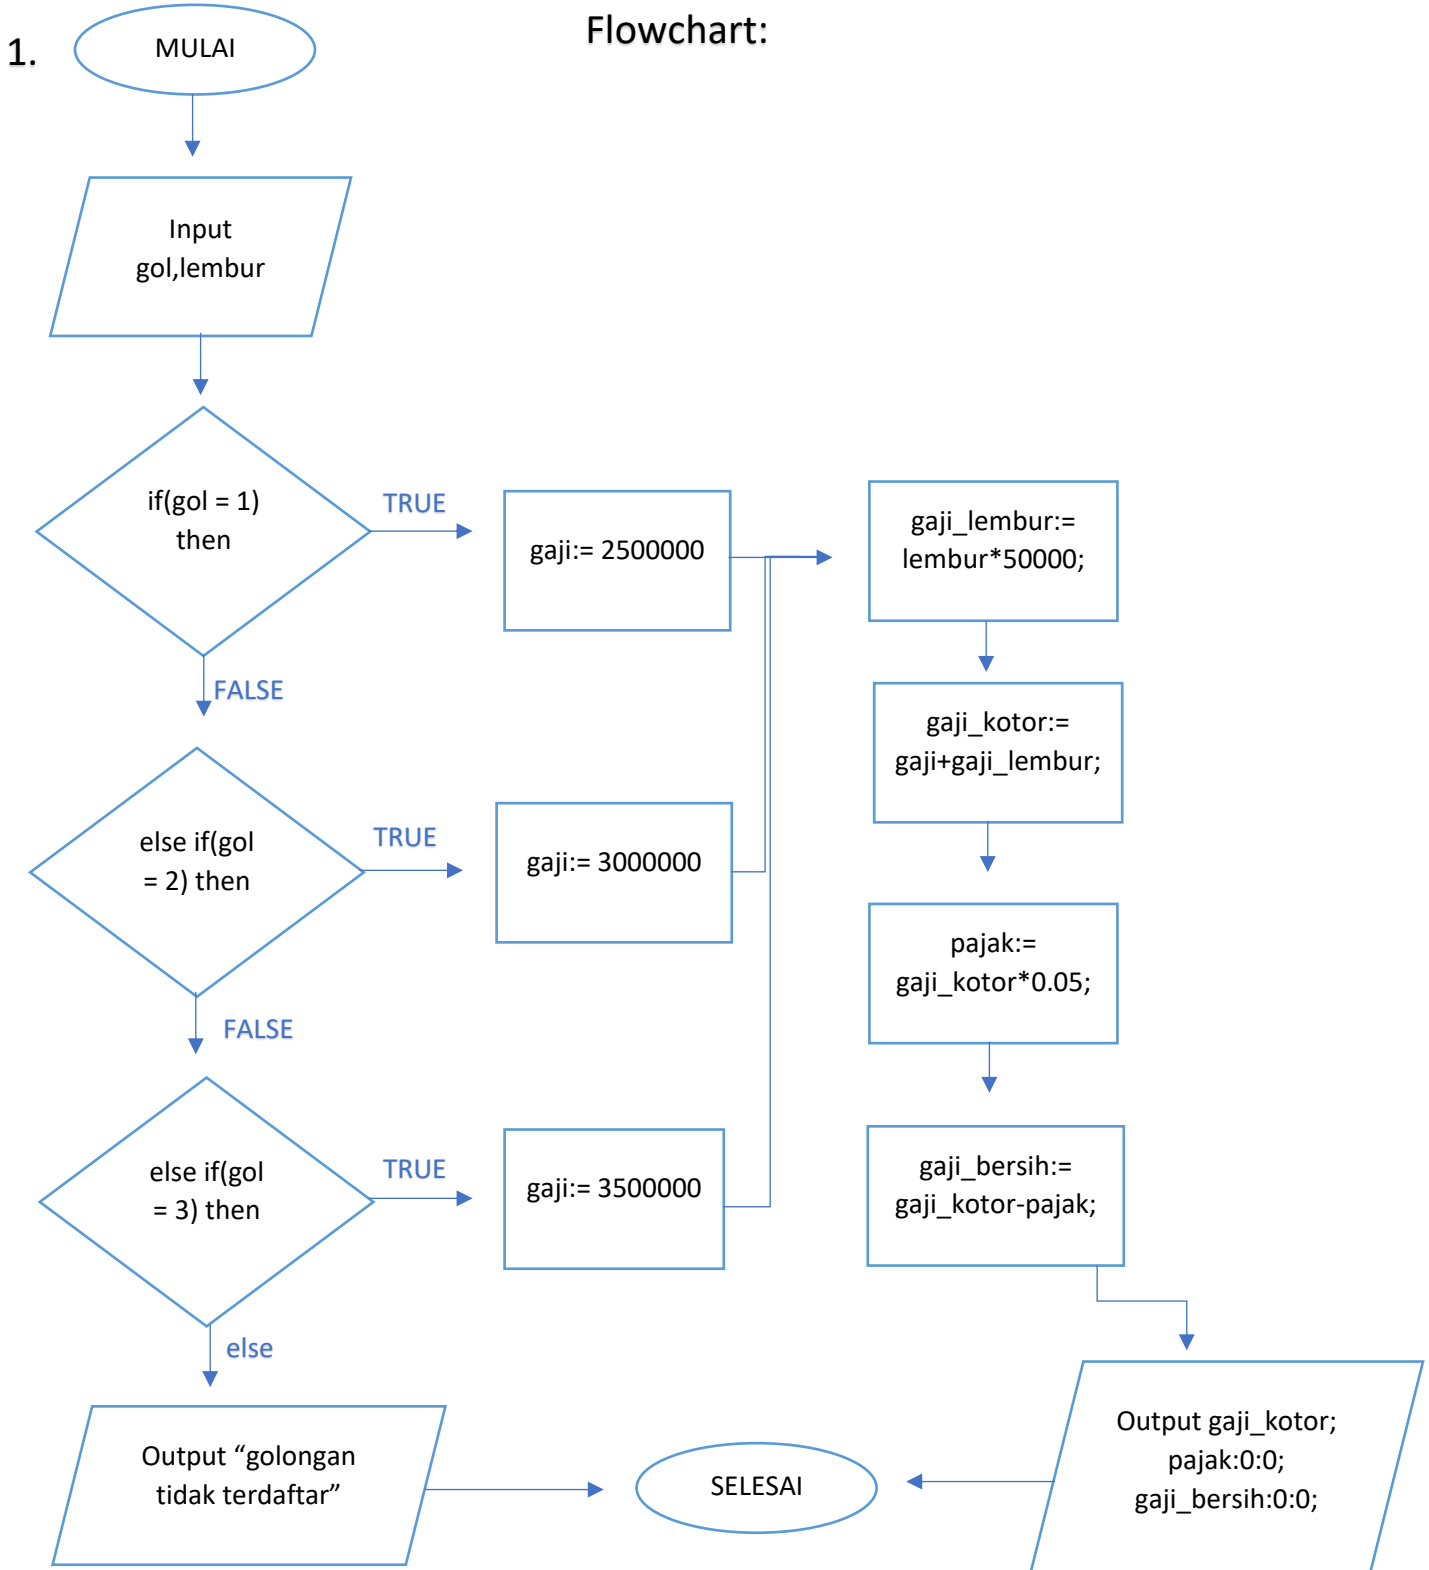 Flowchart:
1.
MULAI
Input
gol,lembur
if(gol = 1)
then
TRUE
gaji:= 2500000
gaji_lembur:=
lembur*50000;
FALSE
gaji_kotor:=
gaji+gaji_lembur;
else if(gol
= 2) then
TRUE
gaji:= 3000000
pajak:=
gaji_kotor*0.05;
FALSE
else if(gol
= 3) then
TRUE
gaji:= 3500000
gaji_bersih:=
gaji_kotor-pajak;
else
Output “golongan
tidak terdaftar”
SELESAI
Output gaji_kotor;
pajak:0:0;
gaji_bersih:0:0;